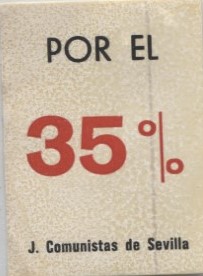 POR EL
35%
J. Comunistas de Sevilla